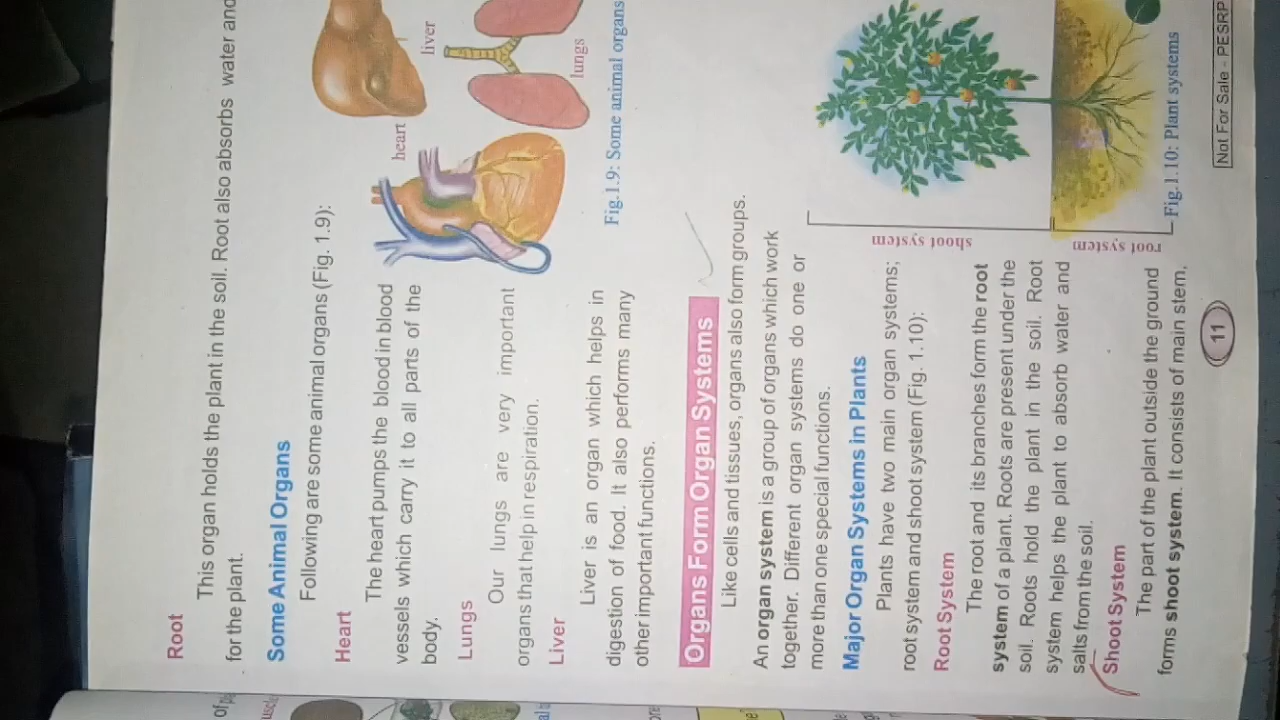 Root
This organ holds the plant in the soil. Root also absorbs water and
for the plant.
Some Animal Organs
Following are some animal organs (Fig. 1.9):
Heart
The heart pumps the blood in blood
vessels which carry it to all parts of the
body.
Lungs
Our lungs are very important
organs that help in respiration.
Liver
Liver is an organ which helps in
digestion of food. It also performs many
other important functions.
heart
liver
lungs
Fig.1.9: Some animal organs
Organs Form Organ Systems
Like cells and tissues, organs also form groups.
An organ system is a group of organs which work
together. Different organ systems do one or
more than one special functions.
Major Organ Systems in Plants
Plants have two main organ systems;
root system and shoot system (Fig. 1.10):
Root System
The root and its branches form the root
system of a plant. Roots are present under the
soil. Roots hold the plant in the soil. Root
system helps the plant to absorb water and
salts from the soil.
Shoot System
The part of the plant outside the ground
forms shoot system. It consists of main stem,
shoot system
root system
Fig.1.10: Plant systems
11
Not For Sale - PESRP